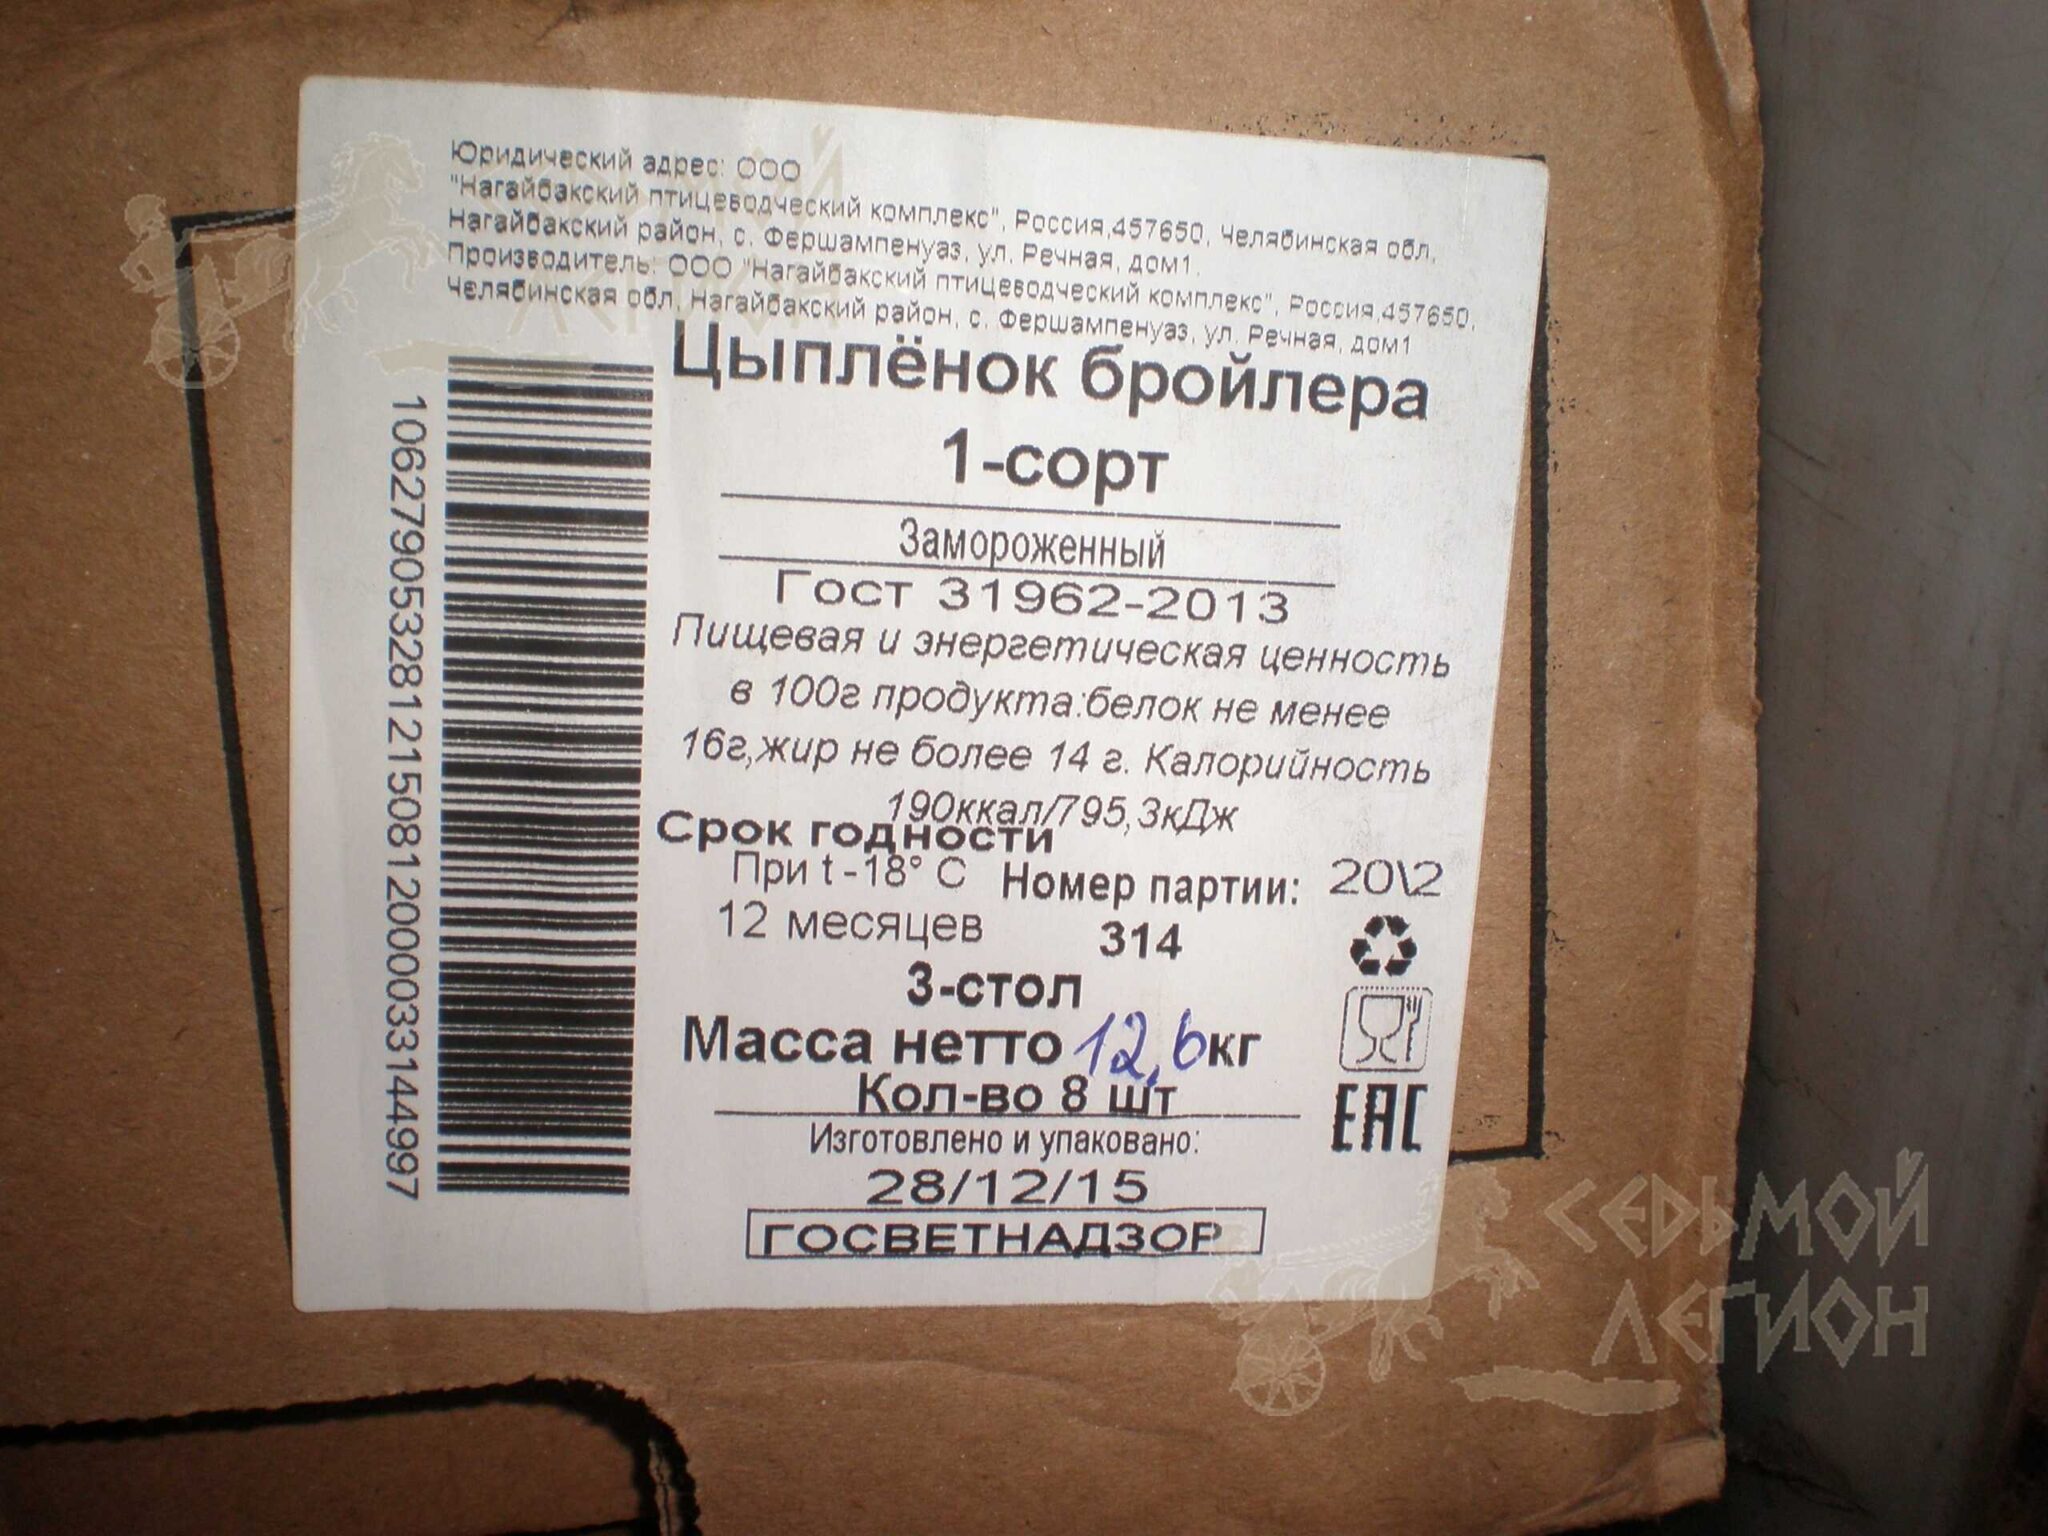 Юридический адрес: ООО
"Нагайбакский птицеводческий комплекс", Россия,457650, Челябинская обл,
Нагайбакский район, с. Фершампенуаз, ул. Речная, дом1.
Производитель: ООО "Нагайбакский птицеводческий комплекс", Россия,457650,
Челябинская обл, Нагайбакский район, с. Фершампенуаз, ул. Речная, дом1
Цыплёнок бройлера
1-сорт
Замороженный
Гост 31962-2013
Пищевая и энергетическая ценность
в 100г продукта:белок не менее
16г,жир не более 14 г. Калорийность
190ккал/795,3кДж
Срок годности
При t -18° С
12 месяцев
Номер партии:
314
20\2
3-стол
Масса нетто 12,6кг
Кол-во 8 шт
Изготовлено и упаковано:
28/12/15
ГОСВЕТНАДЗОР
ЕАС
1062790532812150812000033144997
СЕДЬМОЙ
ЛЕГИОН